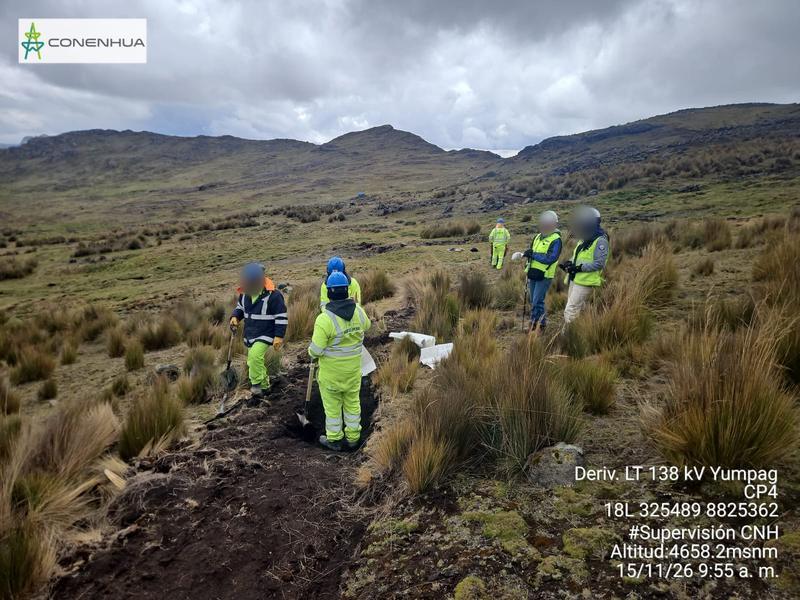 CONENHUA
Deriv. LT 138 kV Yumpag
CP4
18L 325489 8825362
#Supervisión CNH
Altitud:4658.2msnm
15/11/26 9:55 a. m.